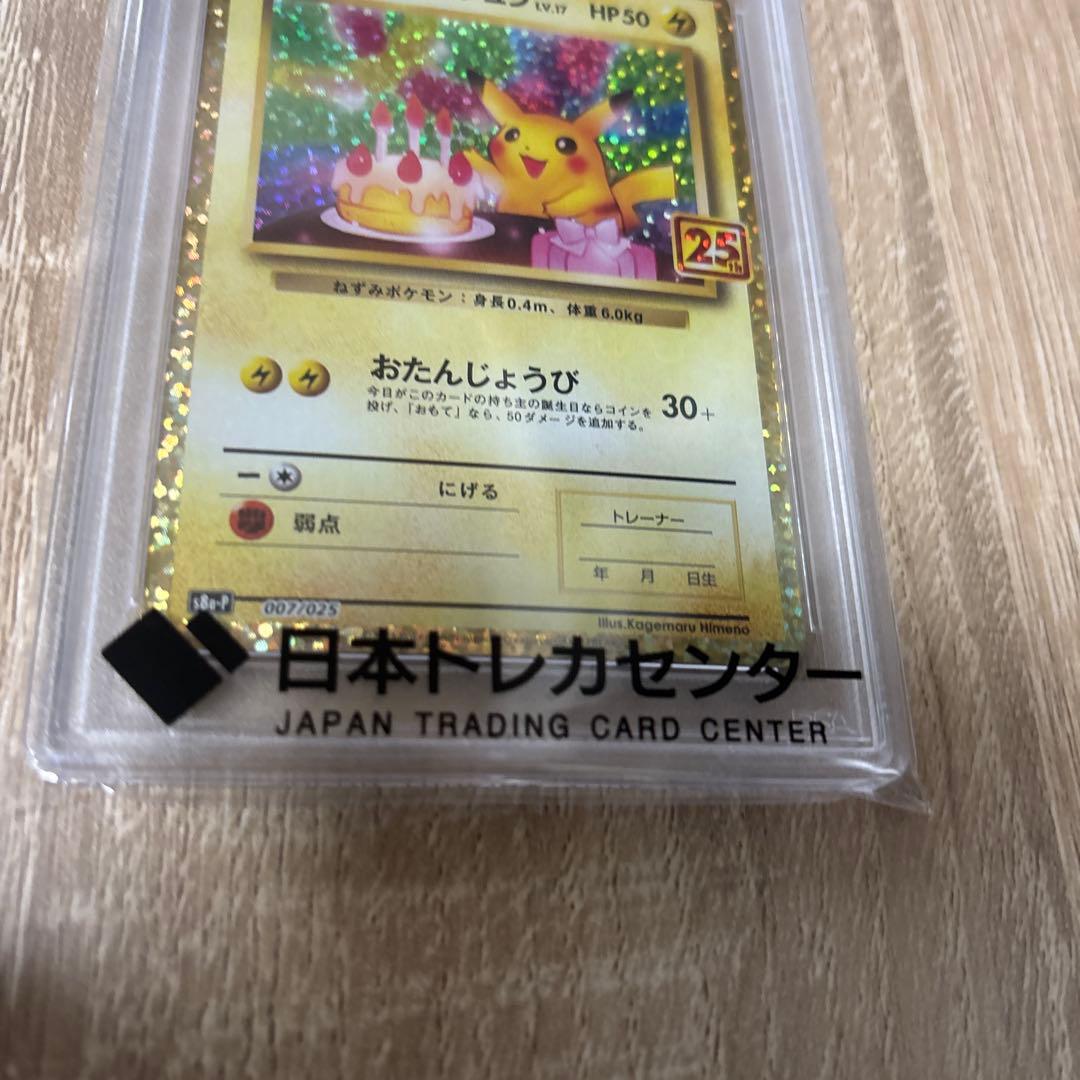 LV.17 HP50
25th
ねずみポケモン：身長0.4m、体重6.0kg
おたんじょうび
30+
今日がこのカードの持ち主の誕生日ならコインを
投げ、「おもて」なら、50ダメージを追加する。
にげる
弱点
トレーナー
年 月 日生
s8a-P 007/025
Illus.Kagemaru Himeno
日本トレカセンター
JAPAN TRADING CARD CENTER